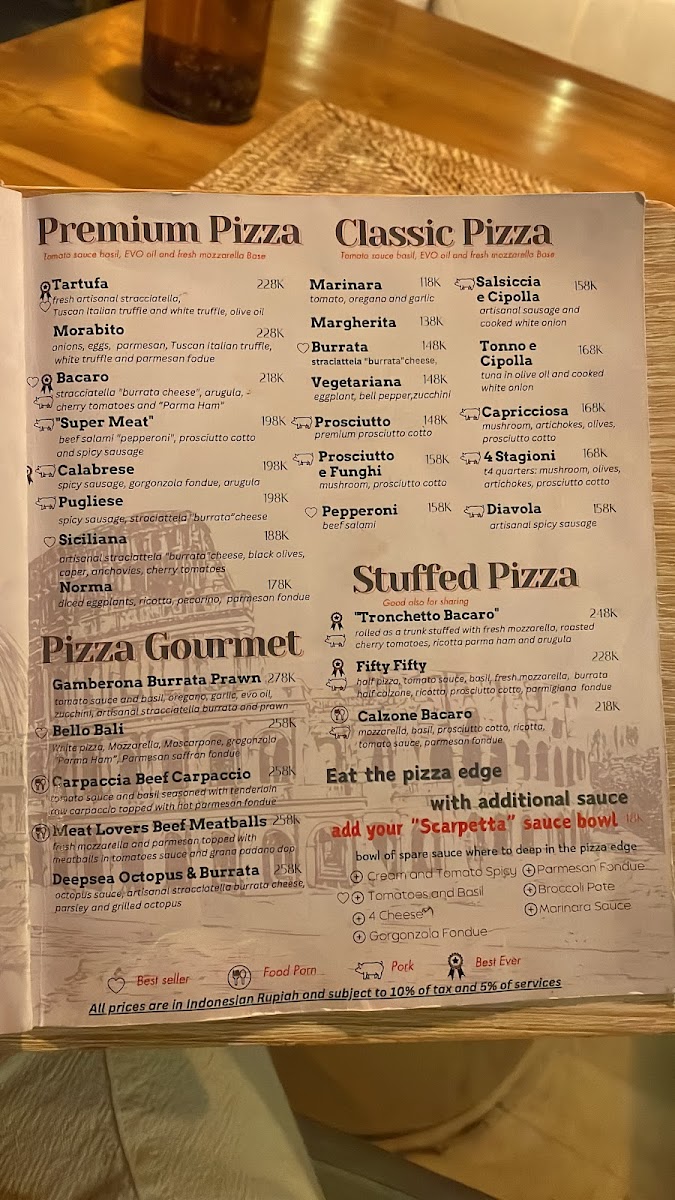 Premium Pizza
Tomato sauce basil, EVO oil and fresh mozzarella Base
Tartufa 228K
fresh artisanal stracciatella,
Tuscan Italian truffle and white truffle, olive oil
Morabito 228K
onions, eggs, parmesan, Tuscan italian truffle,
white truffle and parmesan fodue
Bacaro 218K
stracciatella "burrata cheese", arugula,
cherry tomatoes and "Parma Ham"
"Super Meat" 198K
beef salami "pepperoni", prosciutto cotto
and spicy sausage
Calabrese 198K
spicy sausage, gorgonzola fondue, arugula
Pugliese 198K
spicy sausage, straciattela "burrata"cheese
Siciliana 188K
artisanal straciattela "burrata"cheese, black olives,
caper, anchovies, cherry tomatoes
Norma 178K
diced eggplants, ricotta, pecorino, parmesan fondue
Pizza Gourmet
Gamberona Burrata Prawn 278K
tomato sauce and basil, oregano, garlic, evo oil,
zucchini, artisanal stracciatella burrata and prawn
Bello Bali 258K
White pizza, Mozzarella, Mascarpone, grogonzola
"Parma Ham", Parmesan saffran fondue
Carpaccia Beef Carpaccio 258K
tomato sauce and basil seasoned with tenderloin
raw carpaccio topped with hot parmesan fondue
Meat Lovers Beef Meatballs 258K
fresh mozzarella and parmesan topped with
meatballs in tomatoes sauce and grana padano dop
Deepsea Octopus & Burrata 258K
octopus sauce, artisanal stracciatella burrata cheese,
parsley and grilled octopus
Classic Pizza
Tomato sauce basil, EVO oil and fresh mozzarella Base
Marinara 118K
tomato, oregano and garlic
Margherita 138K
Burrata 148K
straciattela "burrata"cheese,
Vegetariana 148K
eggplant, bell pepper,zucchini
Prosciutto 148K
premium prosciutto cotto
Prosciutto
e Funghi 158K
mushroom, prosciutto cotto
Pepperoni 158K
beef salami
Salsiccia
e Cipolla 158K
artisanal sausage and
cooked white onion
Tonno e
Cipolla 168K
tuna in olive oil and cooked
white onion
Capricciosa 168K
mushroom, artichokes, olives,
prosciutto cotto
4 Stagioni 168K
t4 quarters: mushroom, olives,
artichokes, prosciutto cotto
Diavola 158K
artisanal spicy sausage
Stuffed Pizza
Good also for sharing
"Tronchetto Bacaro" 248K
rolled as a trunk stuffed with fresh mozzarella, roasted
cherry tomatoes, ricotta parma ham and arugula
Fifty Fifty 228K
half pizza, tomato sauce, basil, fresh mozzarella, burrata
half calzone, ricotta, prosciutto cotto, parmigiana fondue
Calzone Bacaro 218K
mozzarella, basil, prosciutto cotto, ricotta,
tomato sauce, parmesan fondue
Eat the pizza edge
with additional sauce
add your "Scarpetta" sauce bowl 18K
bowl of spare sauce where to deep in the pizza edge
Cream and Tomato Spicy
Tomatoes and Basil
4 Cheese
Gorgonzola Fondue
Parmesan Fondue
Broccoli Pate
Marinara Sauce
Best seller Food Porn Pork Best Ever
All prices are in Indonesian Rupiah and subject to 10% of tax and 5% of services